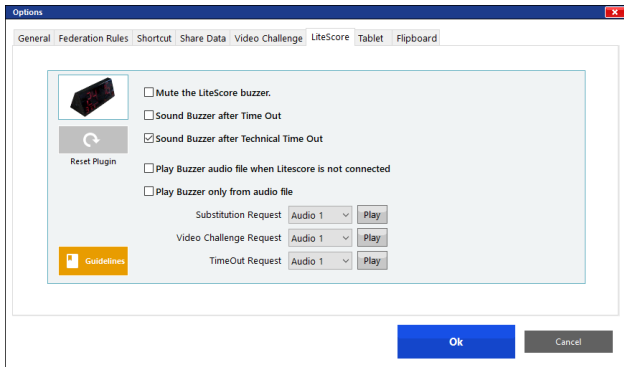 Options
General Federation Rules Shortcut Share Data Video Challenge LiteScore Tablet Flipboard
Mute the LiteScore buzzer.
Sound Buzzer after Time Out
Sound Buzzer after Technical Time Out
Reset Plugin
Play Buzzer audio file when Litescore is not connected
Play Buzzer only from audio file
Substitution Request Audio 1 Play
Video Challenge Request Audio 1 Play
TimeOut Request Audio 1 Play
Guidelines
Ok Cancel